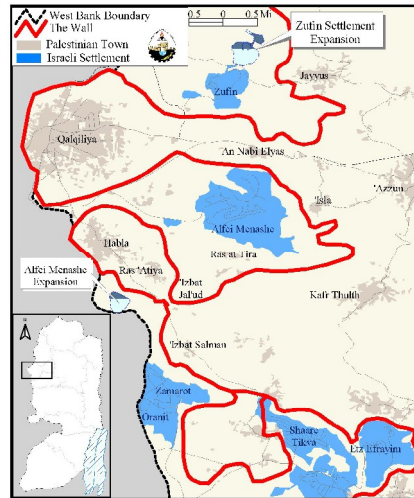 West Bank Boundary
The Wall
Palestinian Town
Israeli Settlement
0.5 0 0.5 Mi
Zufin Settlement
Expansion
Jayyus
Zufin
Qalqiliya
'An Nabi Elyas
'Isla
'Azzun
Alfei Menashe
Habla
Ras at Tira
Ras 'Atiya
Alfei Menashe
Expansion
'Izbat
Jal'ud
Kafr Thulth
'Izbat Salman
Zamarot
Oranit
Shaare
Tikva
Etz Efrayim
N